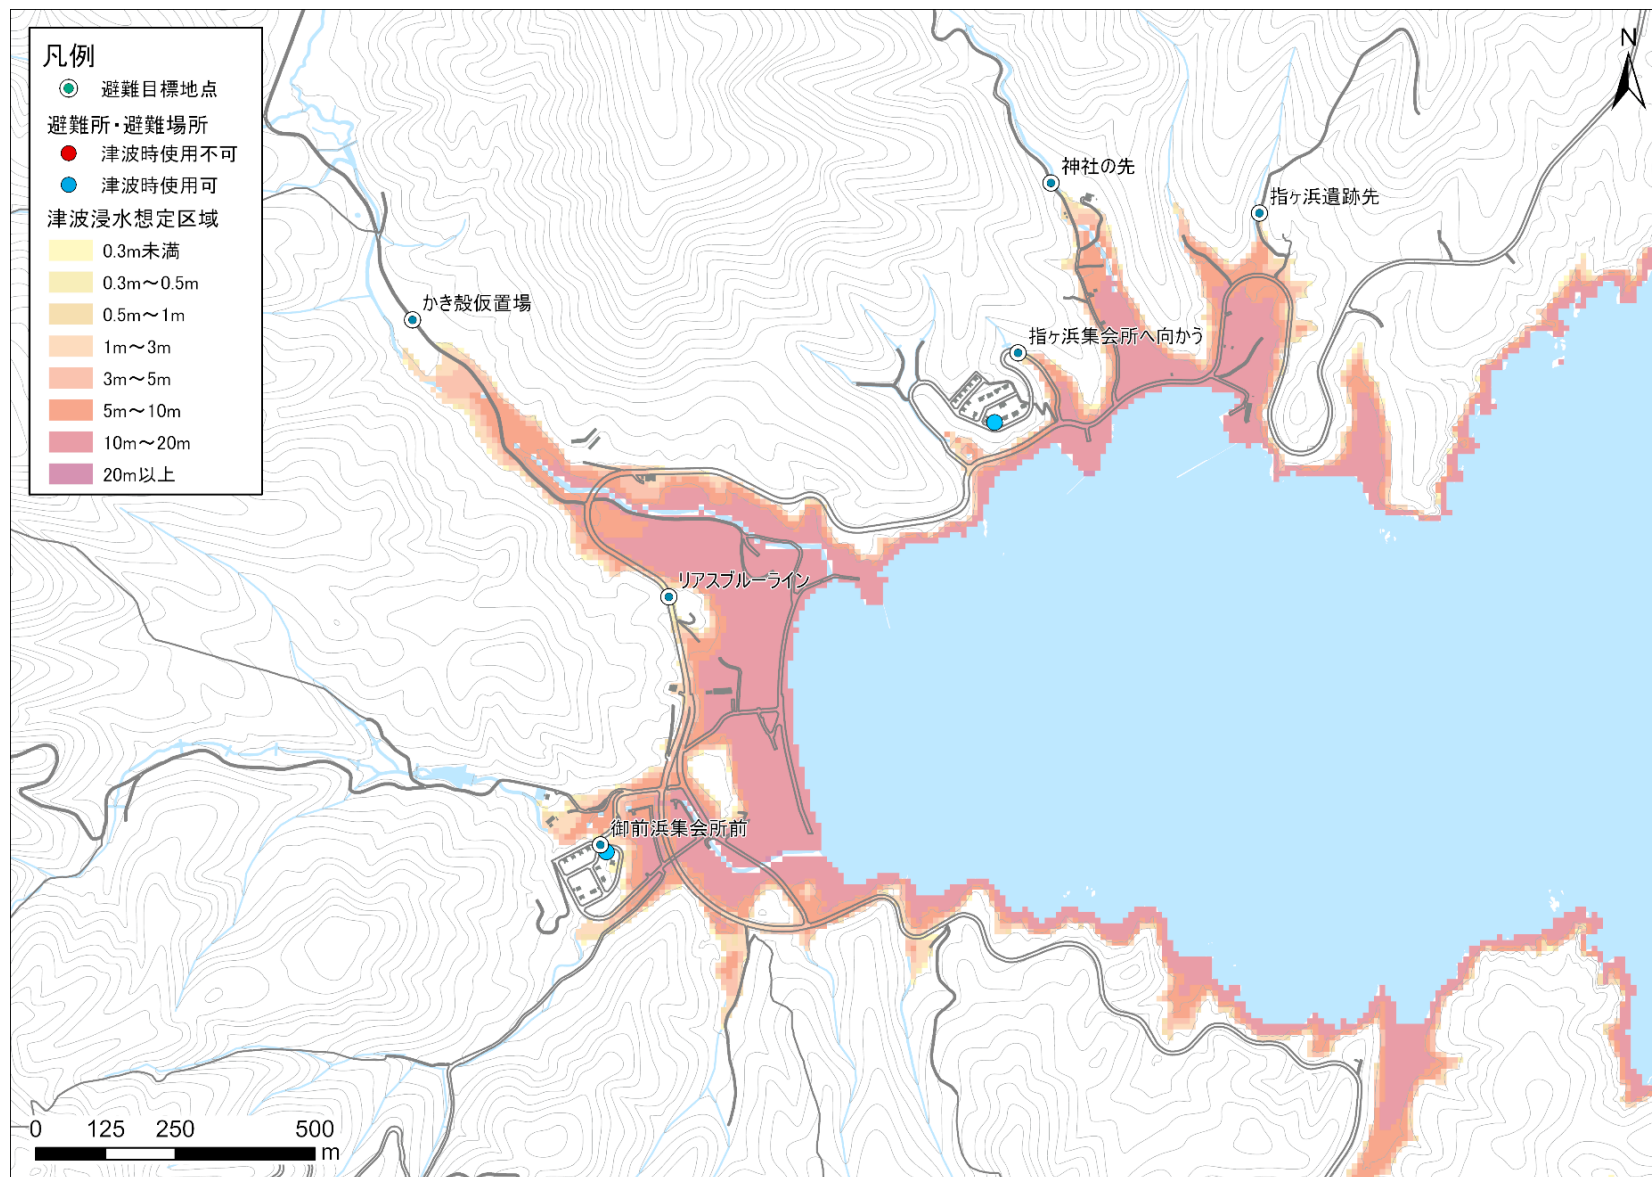 凡例
避難目標地点
避難所・避難場所
津波時使用不可
津波時使用可
津波浸水想定区域
0.3m未満
0.3m～0.5m
0.5m～1m
1m～3m
3m～5m
5m～10m
10m～20m
20m以上
N
神社の先
指ヶ浜遺跡先
かき殻仮置場
指ヶ浜集会所へ向かう
リアスブルーライン
御前浜集会所前
0 125 250 500
m